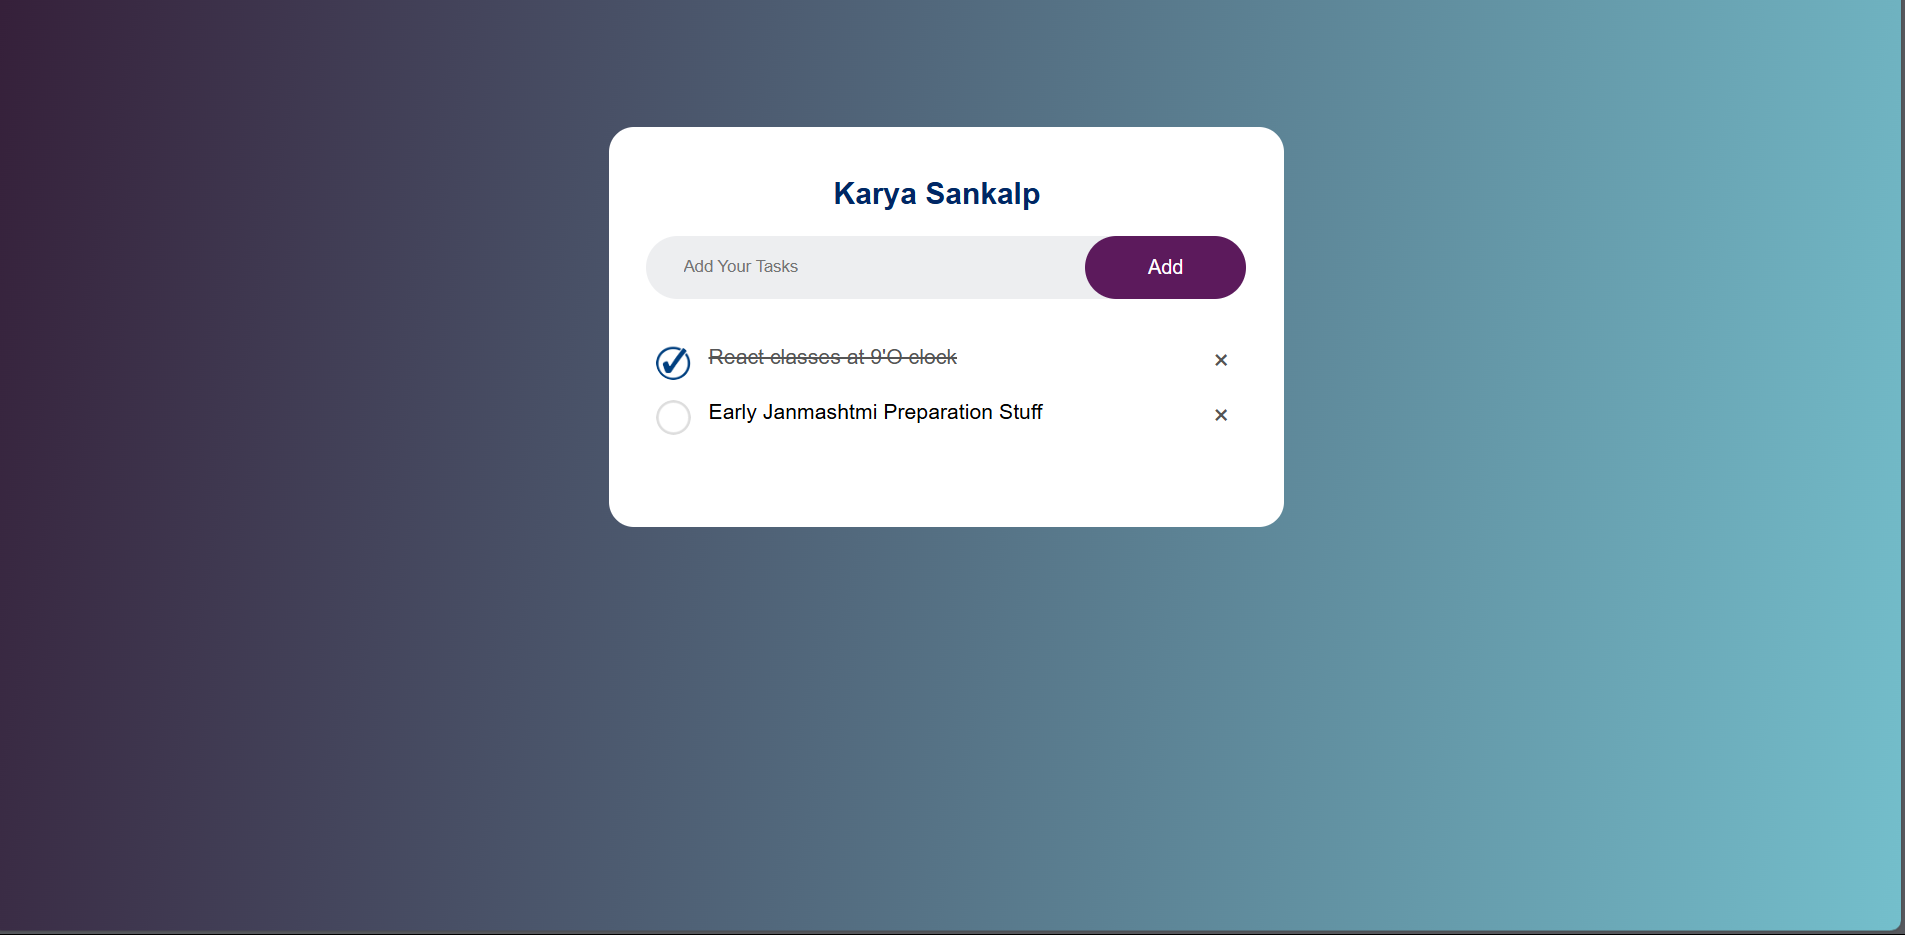 Karya Sankalp
Add Your Tasks
Add
React classes at 9'O clock
×
Early Janmashtmi Preparation Stuff
×